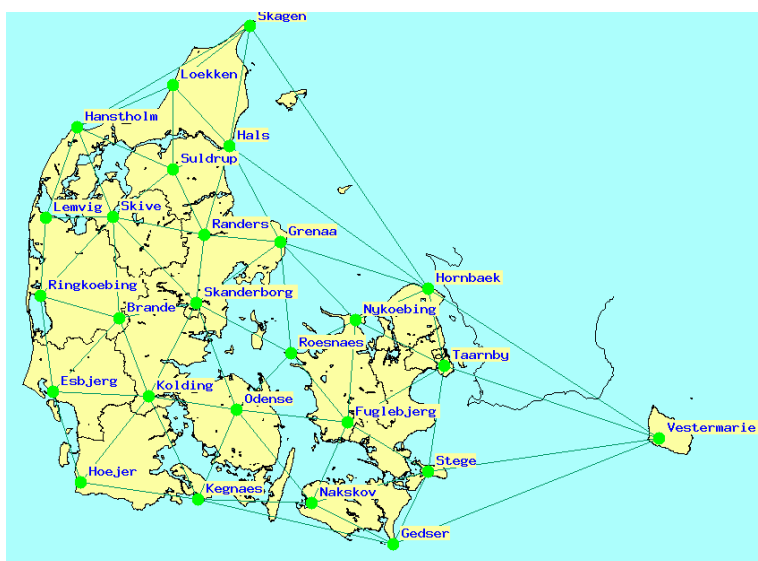 Skagen
Loekken
Hanstholm
Hals
Suldrup
Lemvig
Skive
Randers
Grenaa
Hornbaek
Ringkoebing
Skanderborg
Brande
Nykoebing
Roesnaes
Taarnby
Esbjerg
Kolding
Odense
Fuglebjerg
Vestermarie
Stege
Hoejer
Kegnaes
Nakskov
Gedser